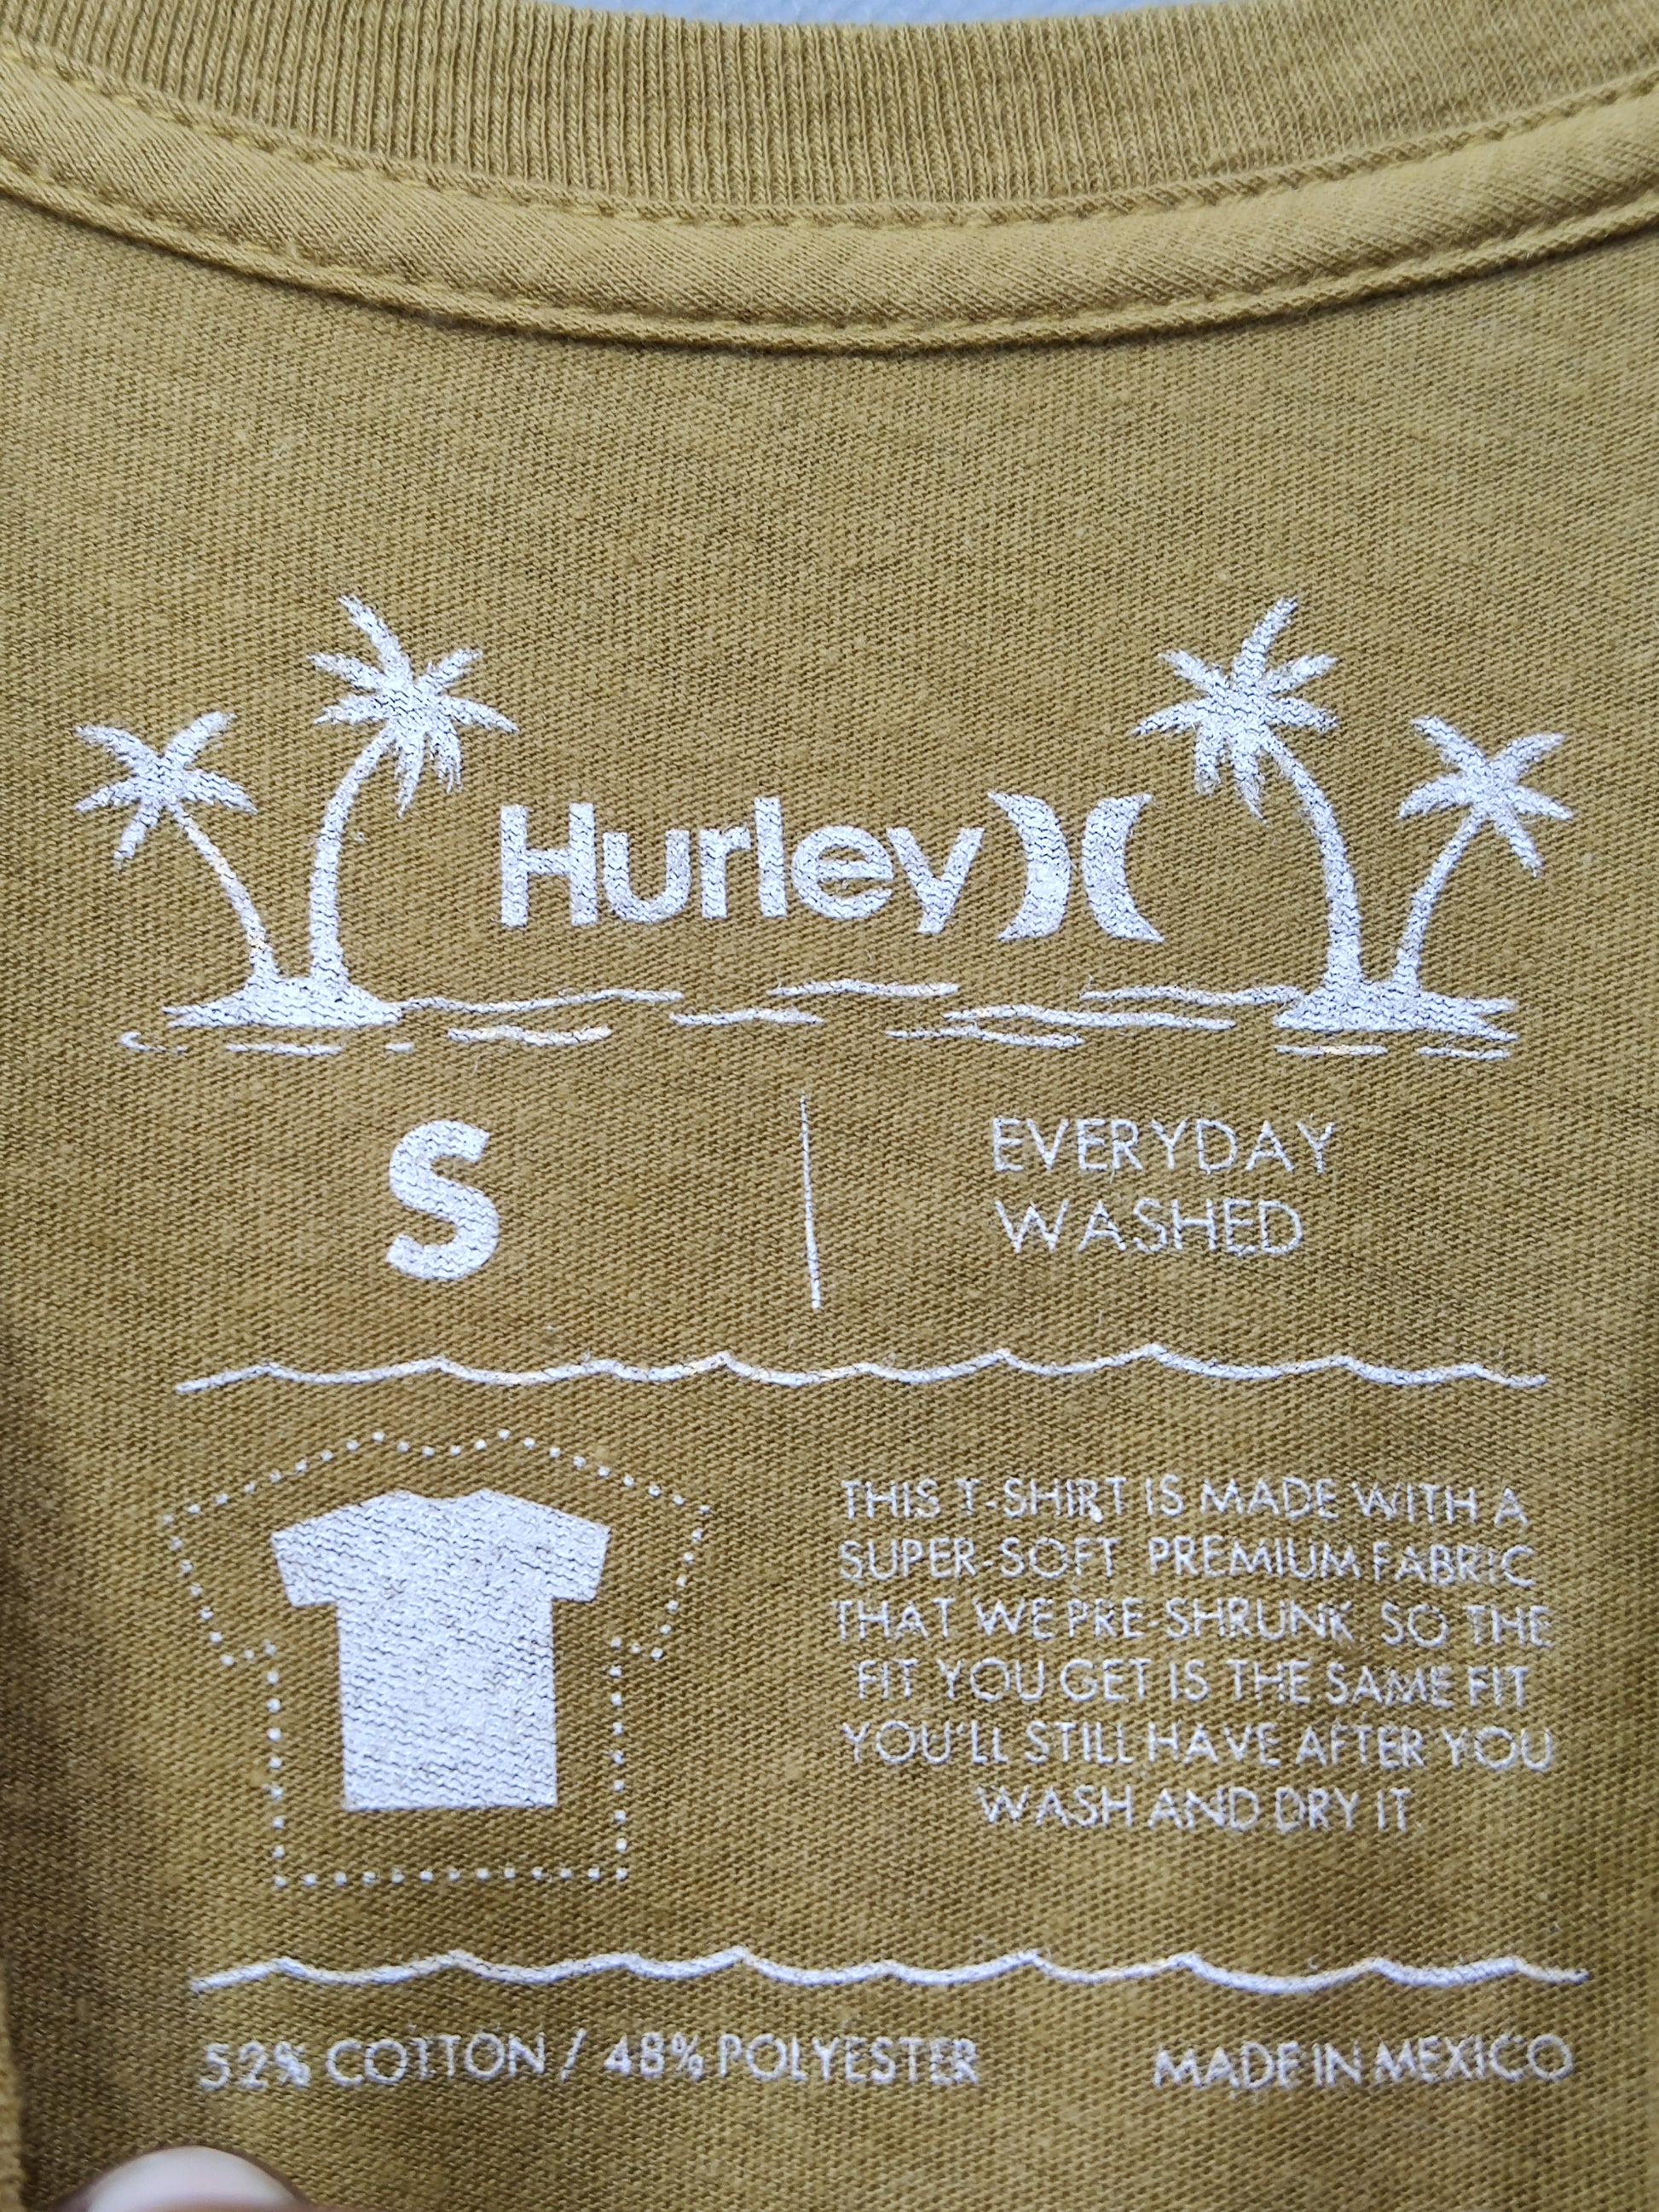 Hurley
S
EVERYDAY
WASHED
THIS T-SHIRT IS MADE WITH A
SUPER-SOFT PREMIUM FABRIC
THAT WE PRE-SHRUNK. SO THE
FIT YOU GET IS THE SAME FIT
YOU'LL STILL HAVE AFTER YOU
WASH AND DRY IT.
52% COTTON / 48% POLYESTER
MADE IN MEXICO